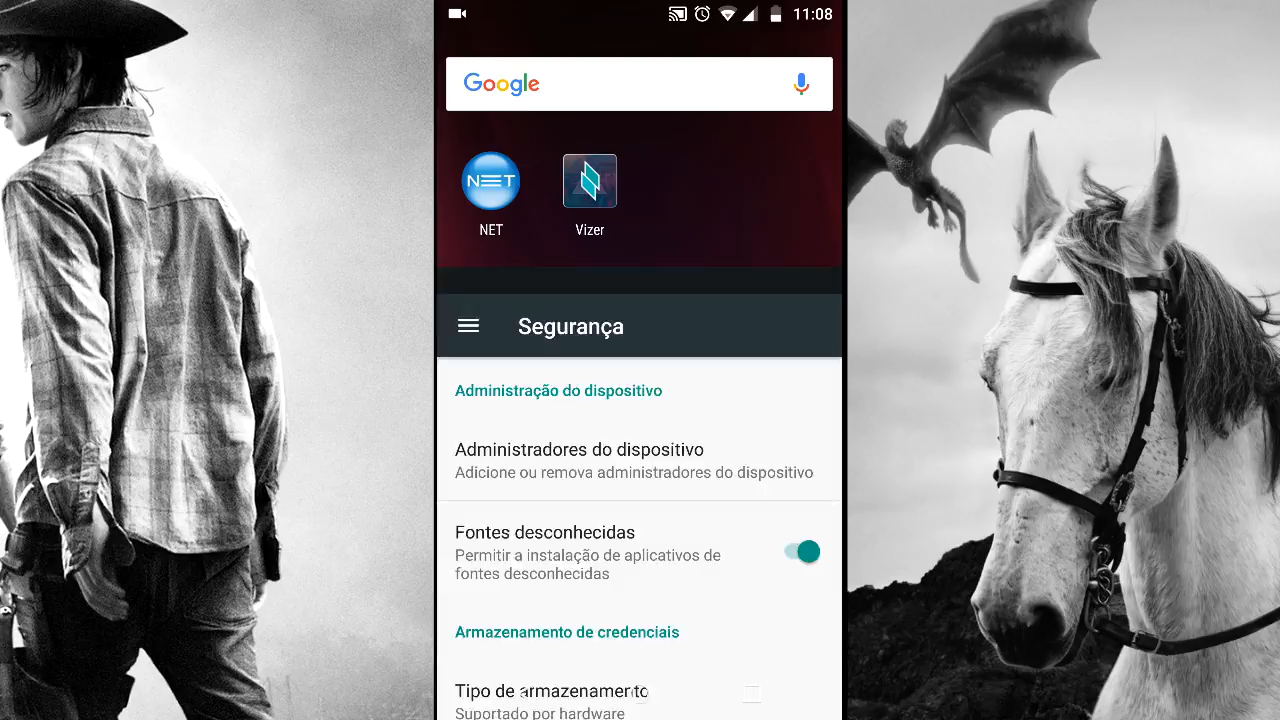 11:08
Google
NET
NET
Vizer
Segurança
Administração do dispositivo
Administradores do dispositivo
Adicione ou remova administradores do dispositivo
Fontes desconhecidas
Permitir a instalação de aplicativos de
fontes desconhecidas
Armazenamento de credenciais
Tipo de armazenamento
Suportado por hardware